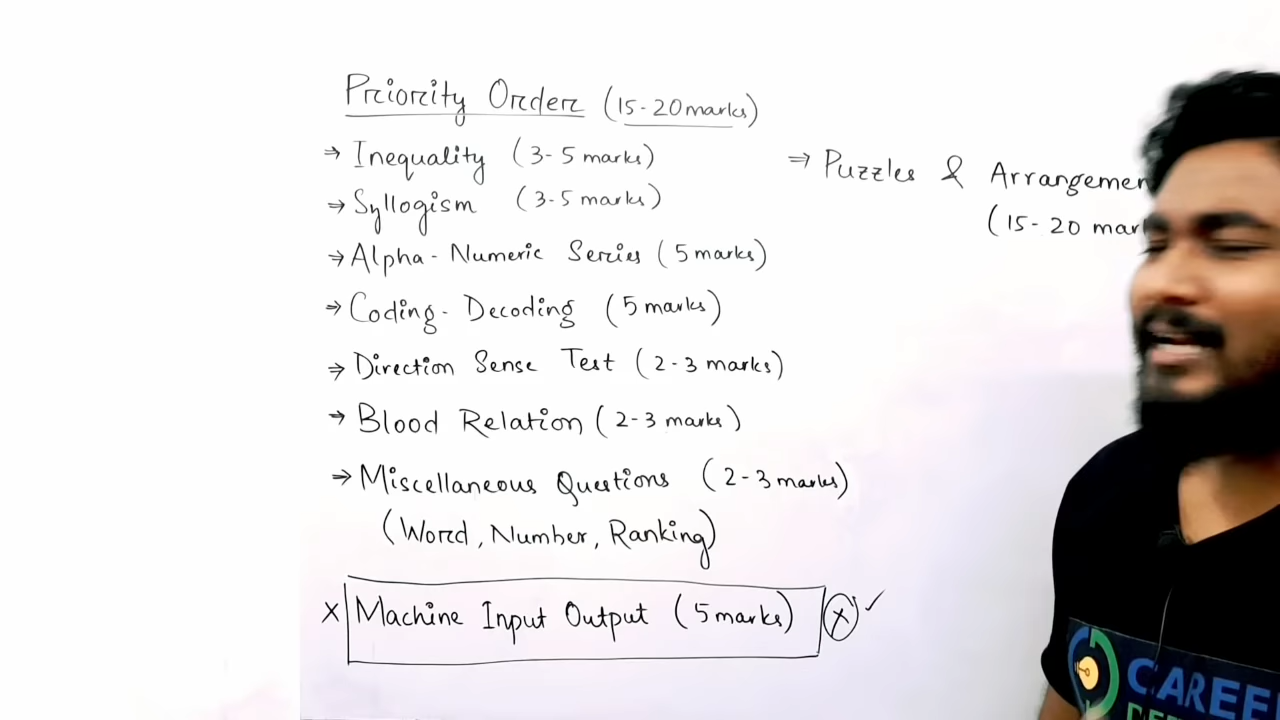 Priority Order (15-20 marks)
⇒ Inequality (3-5 marks)
⇒ Syllogism (3-5 marks)
⇒ Alpha-Numeric Series (5 marks)
⇒ Coding-Decoding (5 marks)
⇒ Direction Sense Test (2-3 marks)
⇒ Blood Relation (2-3 marks)
⇒ Miscellaneous Questions (2-3 marks)
(Word, Number, Ranking)
X Machine Input Output (5 marks) X ✓
⇒ Puzzles & Arrangemen
(15-20 mar
CAREE